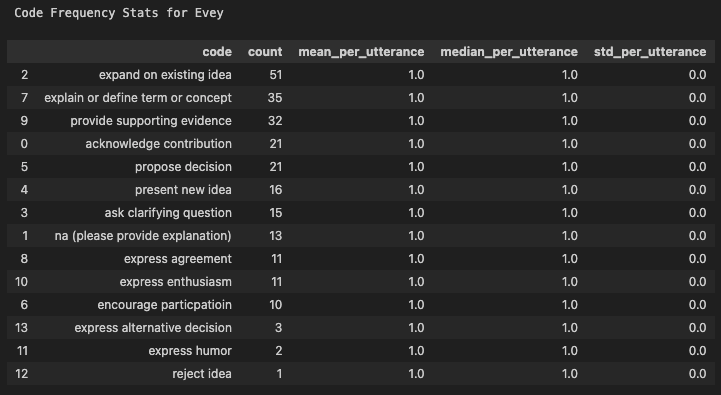 Code Frequency Stats for Evey
code count mean_per_utterance median_per_utterance std_per_utterance
2 expand on existing idea 51 1.0 1.0 0.0
7 explain or define term or concept 35 1.0 1.0 0.0
9 provide supporting evidence 32 1.0 1.0 0.0
0 acknowledge contribution 21 1.0 1.0 0.0
5 propose decision 21 1.0 1.0 0.0
4 present new idea 16 1.0 1.0 0.0
3 ask clarifying question 15 1.0 1.0 0.0
1 na (please provide explanation) 13 1.0 1.0 0.0
8 express agreement 11 1.0 1.0 0.0
10 express enthusiasm 11 1.0 1.0 0.0
6 encourage particpatioin 10 1.0 1.0 0.0
13 express alternative decision 3 1.0 1.0 0.0
11 express humor 2 1.0 1.0 0.0
12 reject idea 1 1.0 1.0 0.0